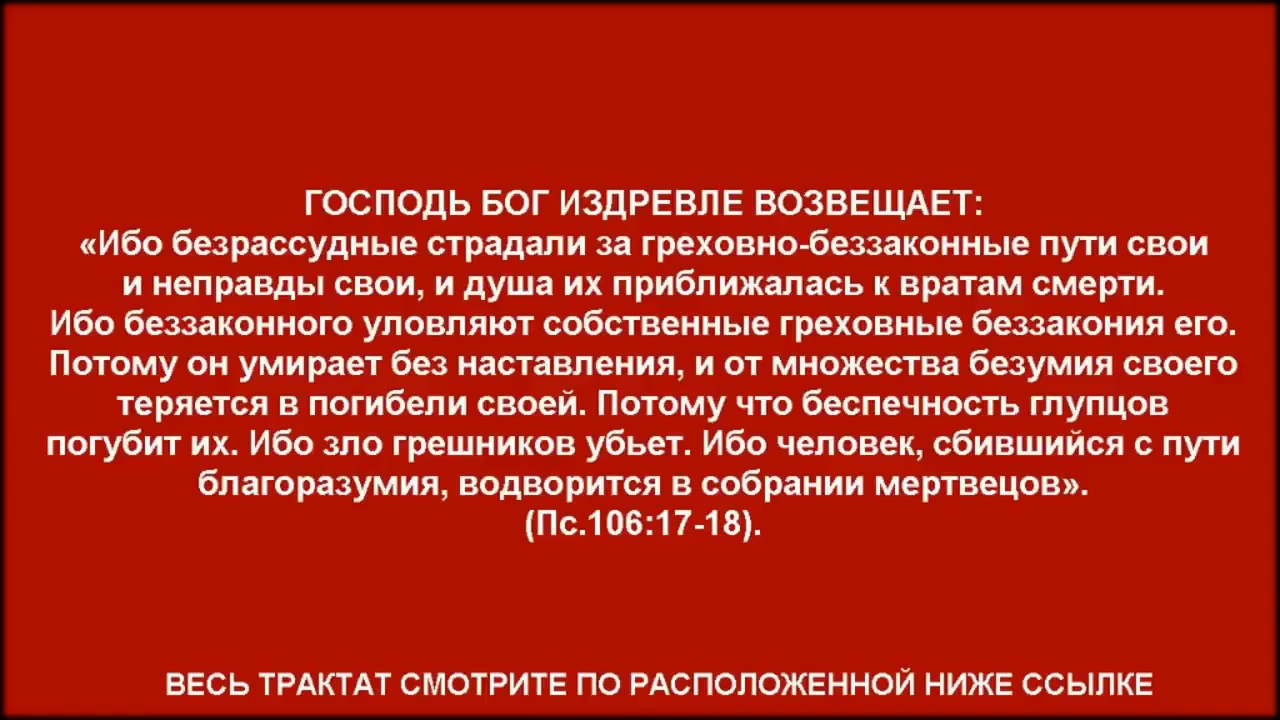 ГОСПОДЬ БОГ ИЗДРЕВЛЕ ВОЗВЕЩАЕТ:
«Ибо безрассудные страдали за греховно-беззаконные пути свои
и неправды свои, и душа их приближалась к вратам смерти.
Ибо беззаконного уловляют собственные греховные беззакония его.
Потому он умирает без наставления, и от множества безумия своего
теряется в погибели своей. Потому что беспечность глупцов
погубит их. Ибо зло грешников убьет. Ибо человек, сбившийся с пути
благоразумия, водворится в собрании мертвецов».
(Пс.106:17-18).
ВЕСЬ ТРАКТАТ СМОТРИТЕ ПО РАСПОЛОЖЕННОЙ НИЖЕ ССЫЛКЕ